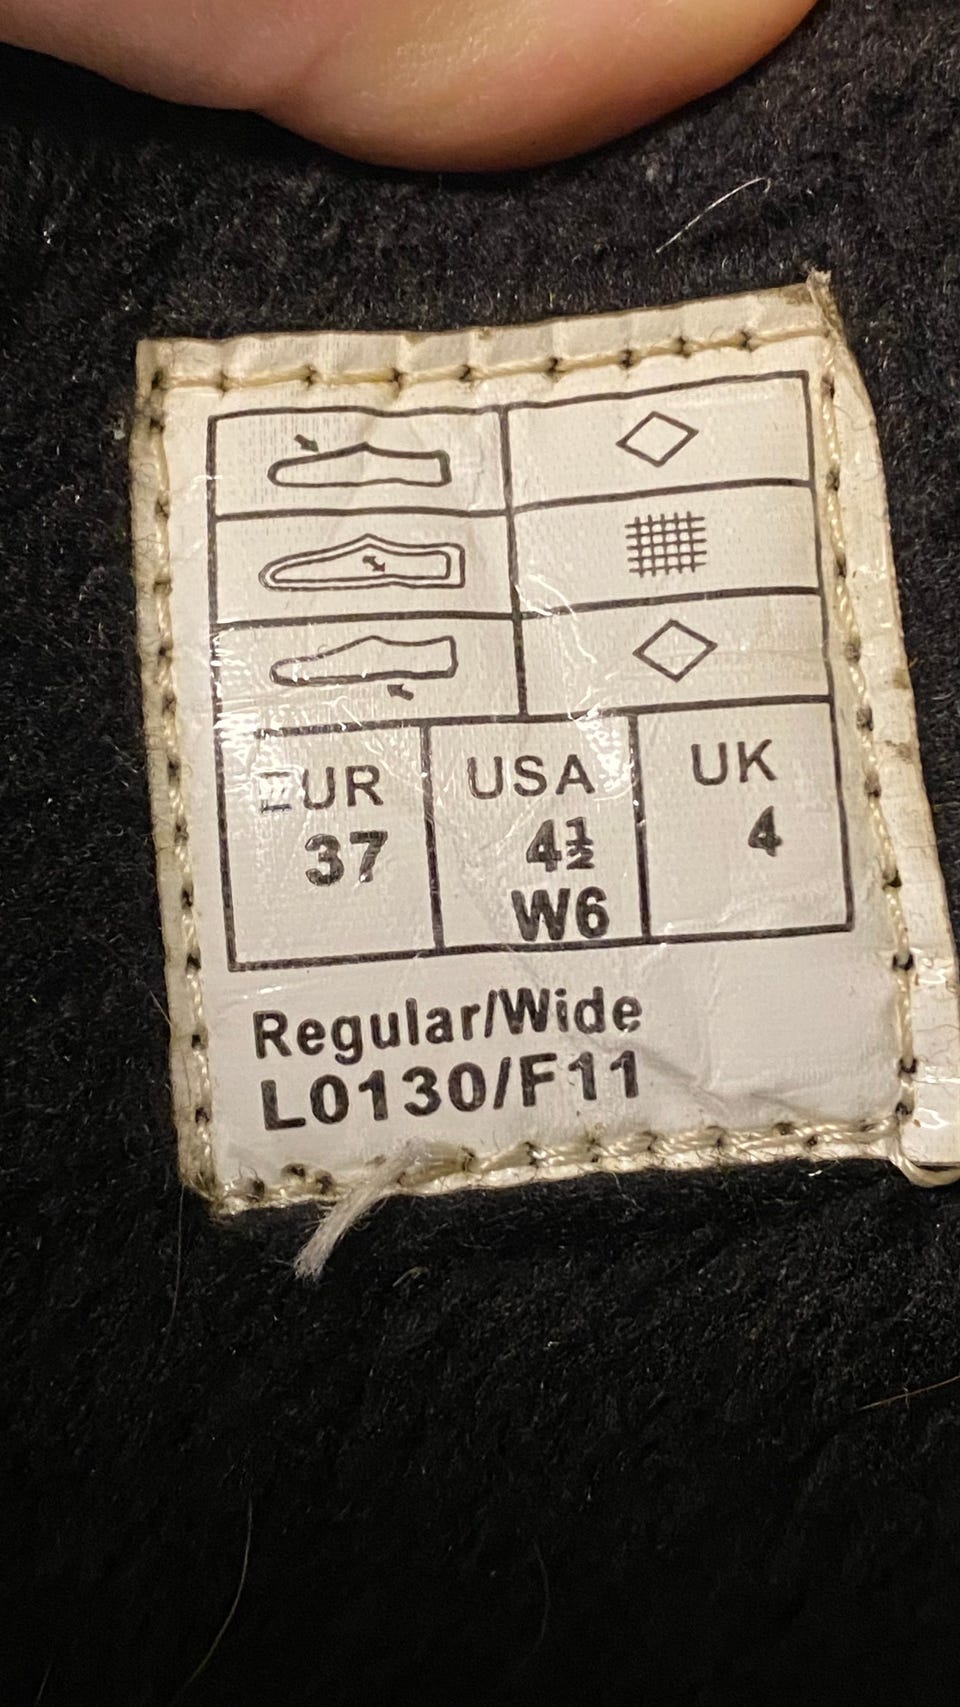 EUR USA UK
37 4½ 4
W6
Regular/Wide
L0130/F11